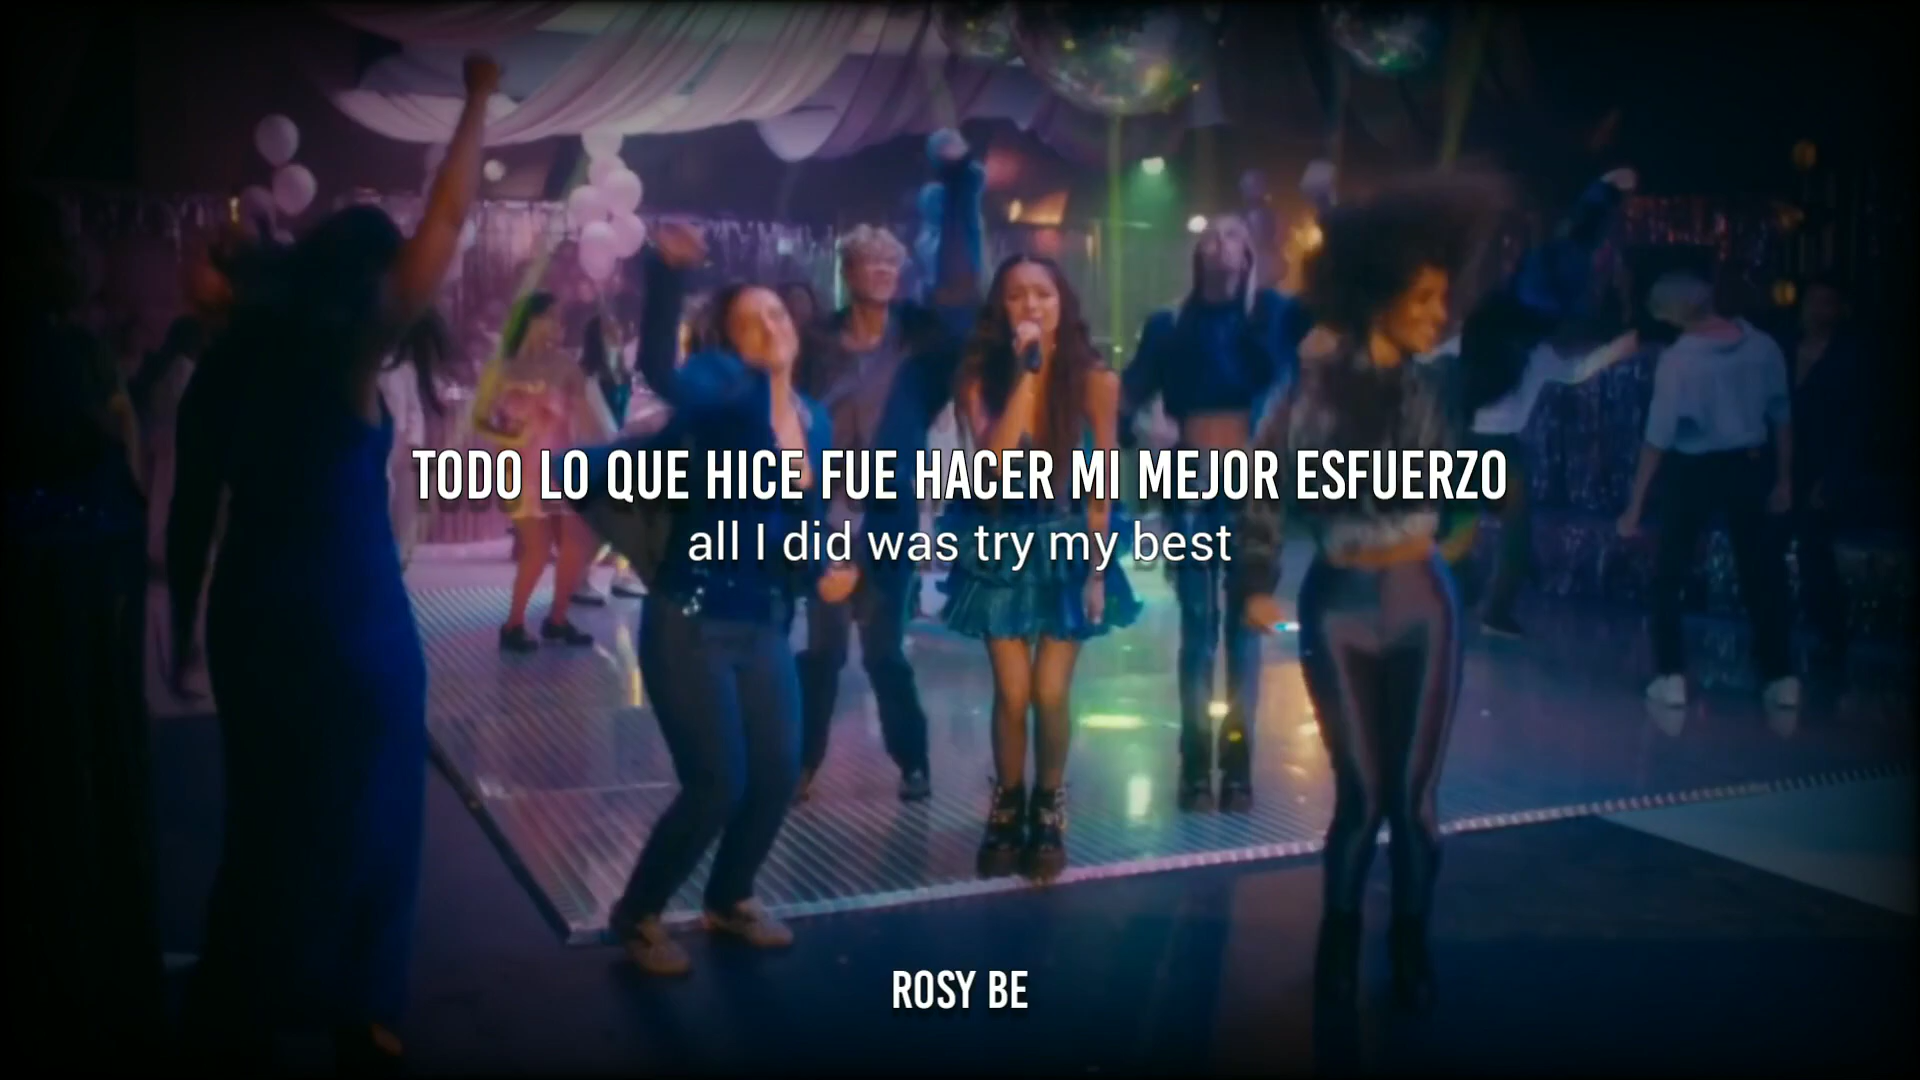 TODO LO QUE HICE FUE HACER MI MEJOR ESFUERZO
all I did was try my best
ROSY BE